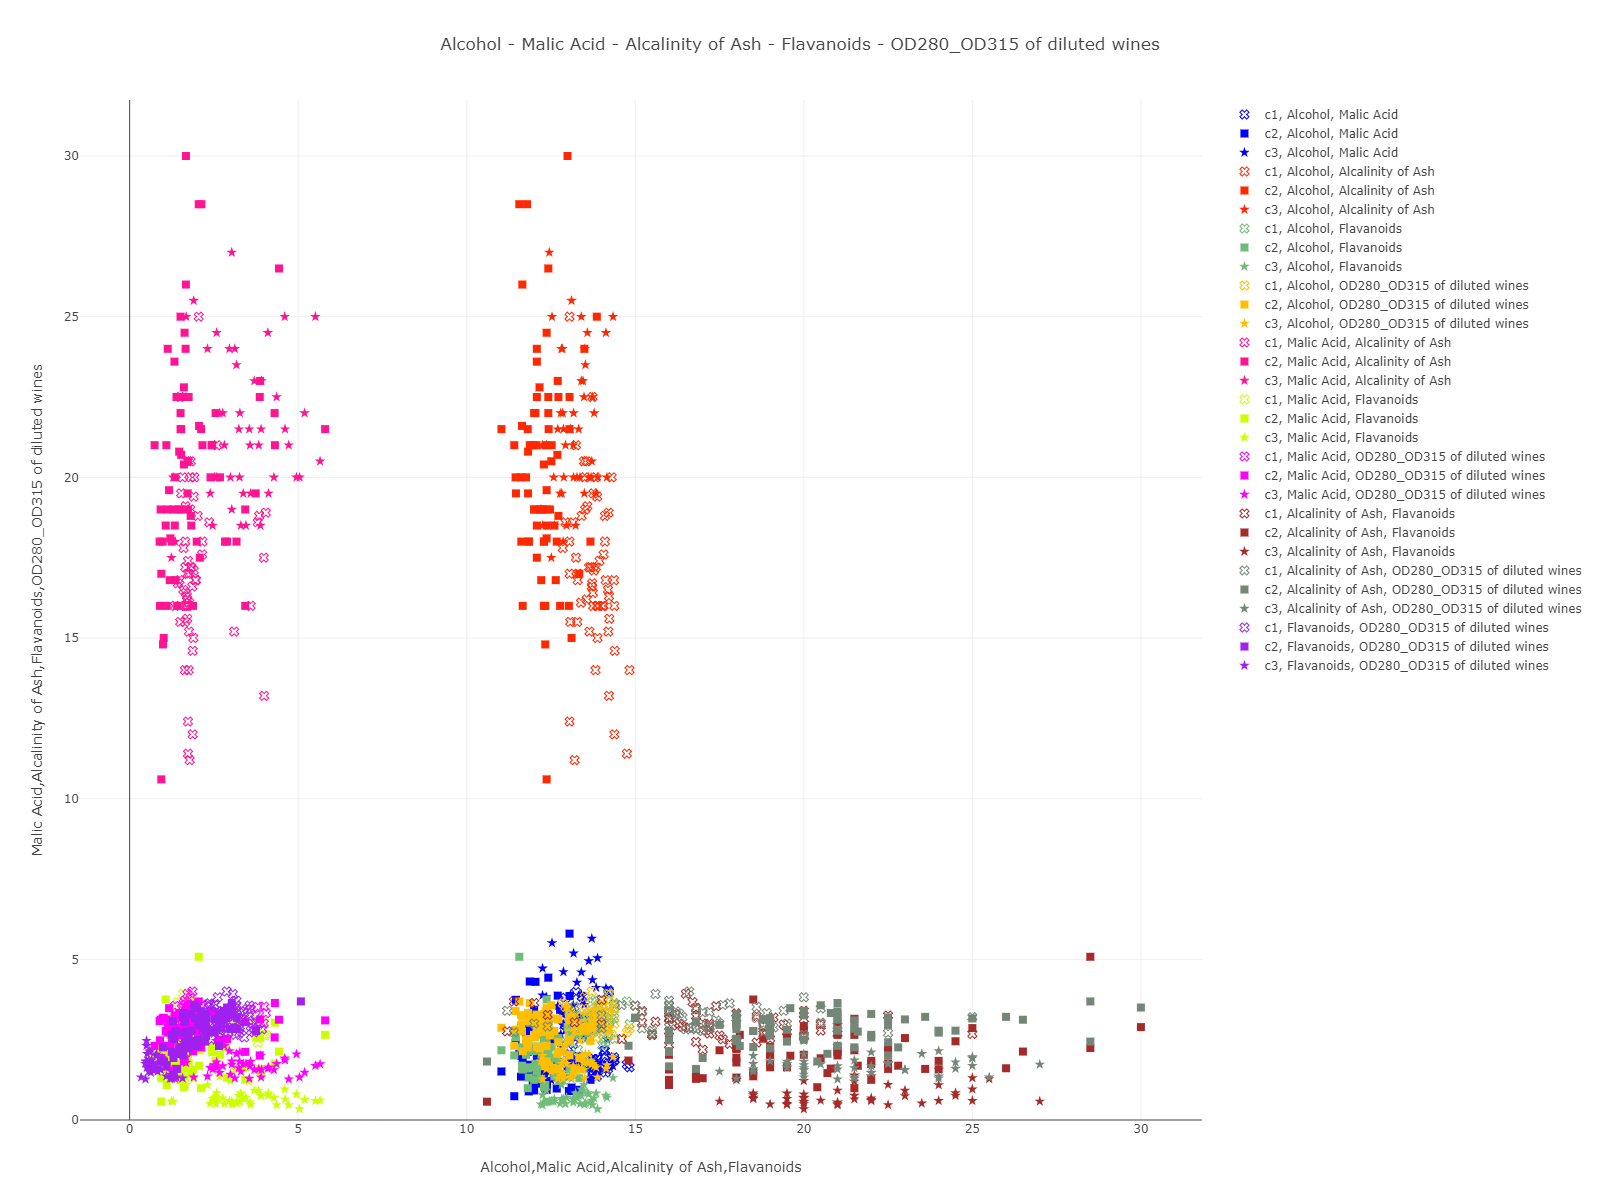 Alcohol - Malic Acid - Alcalinity of Ash - Flavanoids - OD280_OD315 of diluted wines
Malic Acid,Alcalinity of Ash,Flavanoids,OD280_OD315 of diluted wines
30
25
20
15
10
5
0
0 5 10 15 20 25 30
Alcohol,Malic Acid,Alcalinity of Ash,Flavanoids
c1, Alcohol, Malic Acid
c2, Alcohol, Malic Acid
c3, Alcohol, Malic Acid
c1, Alcohol, Alcalinity of Ash
c2, Alcohol, Alcalinity of Ash
c3, Alcohol, Alcalinity of Ash
c1, Alcohol, Flavanoids
c2, Alcohol, Flavanoids
c3, Alcohol, Flavanoids
c1, Alcohol, OD280_OD315 of diluted wines
c2, Alcohol, OD280_OD315 of diluted wines
c3, Alcohol, OD280_OD315 of diluted wines
c1, Malic Acid, Alcalinity of Ash
c2, Malic Acid, Alcalinity of Ash
c3, Malic Acid, Alcalinity of Ash
c1, Malic Acid, Flavanoids
c2, Malic Acid, Flavanoids
c3, Malic Acid, Flavanoids
c1, Malic Acid, OD280_OD315 of diluted wines
c2, Malic Acid, OD280_OD315 of diluted wines
c3, Malic Acid, OD280_OD315 of diluted wines
c1, Alcalinity of Ash, Flavanoids
c2, Alcalinity of Ash, Flavanoids
c3, Alcalinity of Ash, Flavanoids
c1, Alcalinity of Ash, OD280_OD315 of diluted wines
c2, Alcalinity of Ash, OD280_OD315 of diluted wines
c3, Alcalinity of Ash, OD280_OD315 of diluted wines
c1, Flavanoids, OD280_OD315 of diluted wines
c2, Flavanoids, OD280_OD315 of diluted wines
c3, Flavanoids, OD280_OD315 of diluted wines